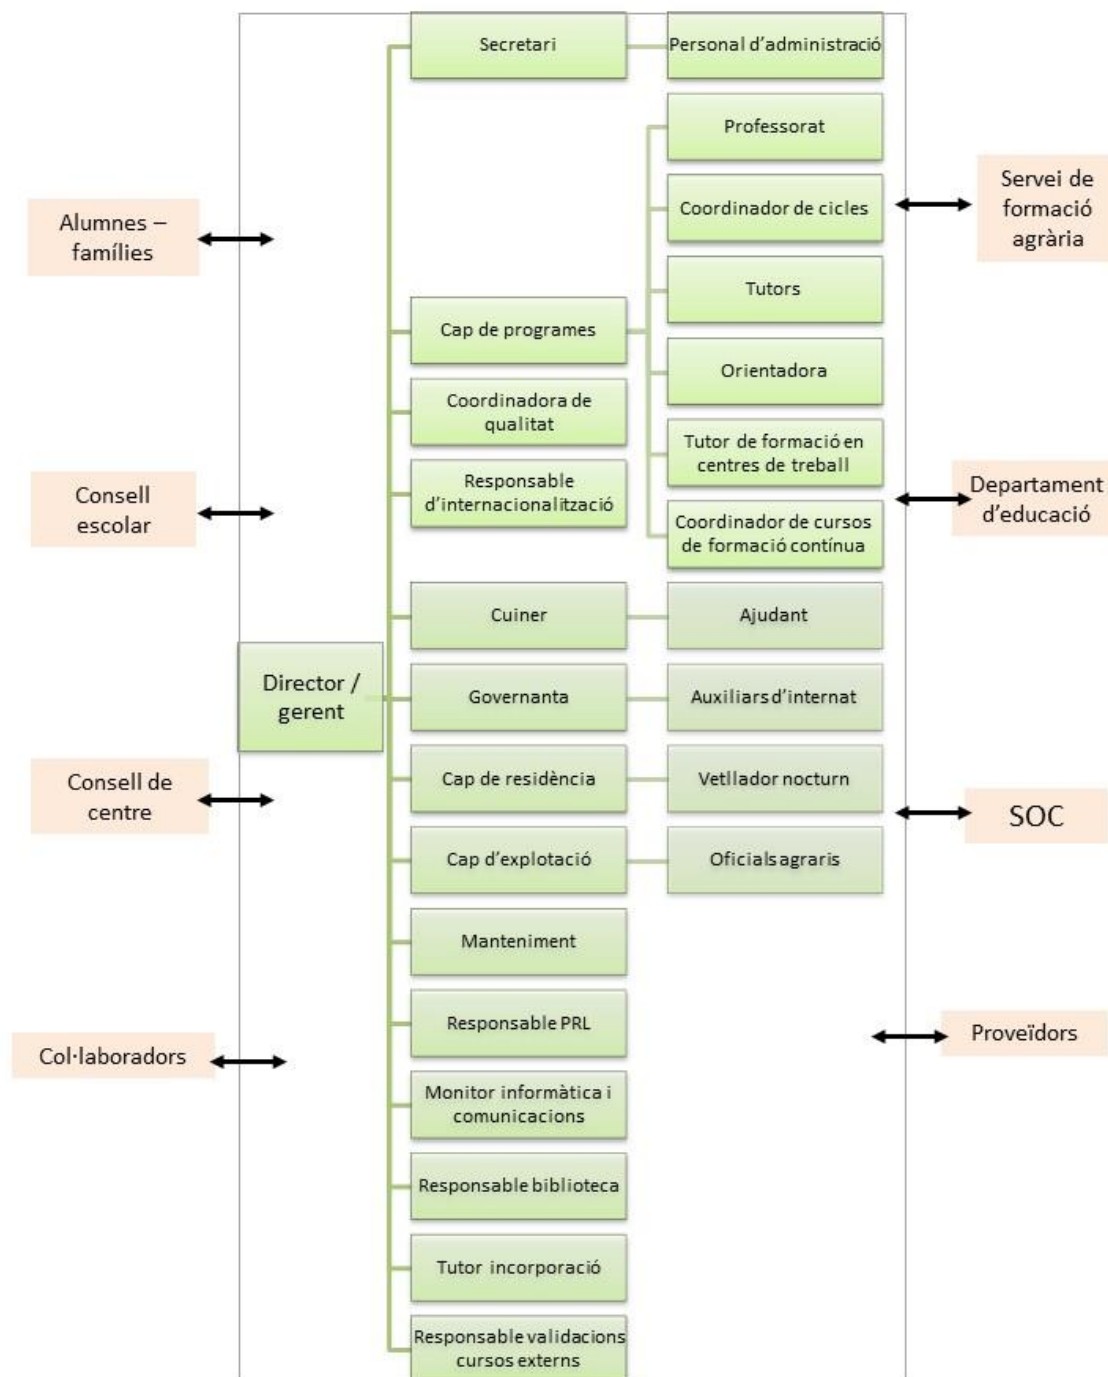 Secretari
Personal d'administració
Professorat
Coordinador de cicles
Tutors
Cap de programes
Orientadora
Coordinadora de
qualitat
Tutor de formació en
centres de treball
Responsable
d'internacionalització
Coordinador de cursos
de formació contínua
Cuiner
Ajudant
Director /
gerent
Governanta
Auxiliars d'internat
Cap de residència
Vetllador nocturn
Cap d'explotació
Oficials agraris
Manteniment
Responsable PRL
Monitor informàtica i
comunicacions
Responsable biblioteca
Tutor incorporació
Responsable validacions
cursos externs
Alumnes –
famílies
Consell
escolar
Consell de
centre
Col·laboradors
Servei de
formació
agrària
Departament
d'educació
SOC
Proveïdors